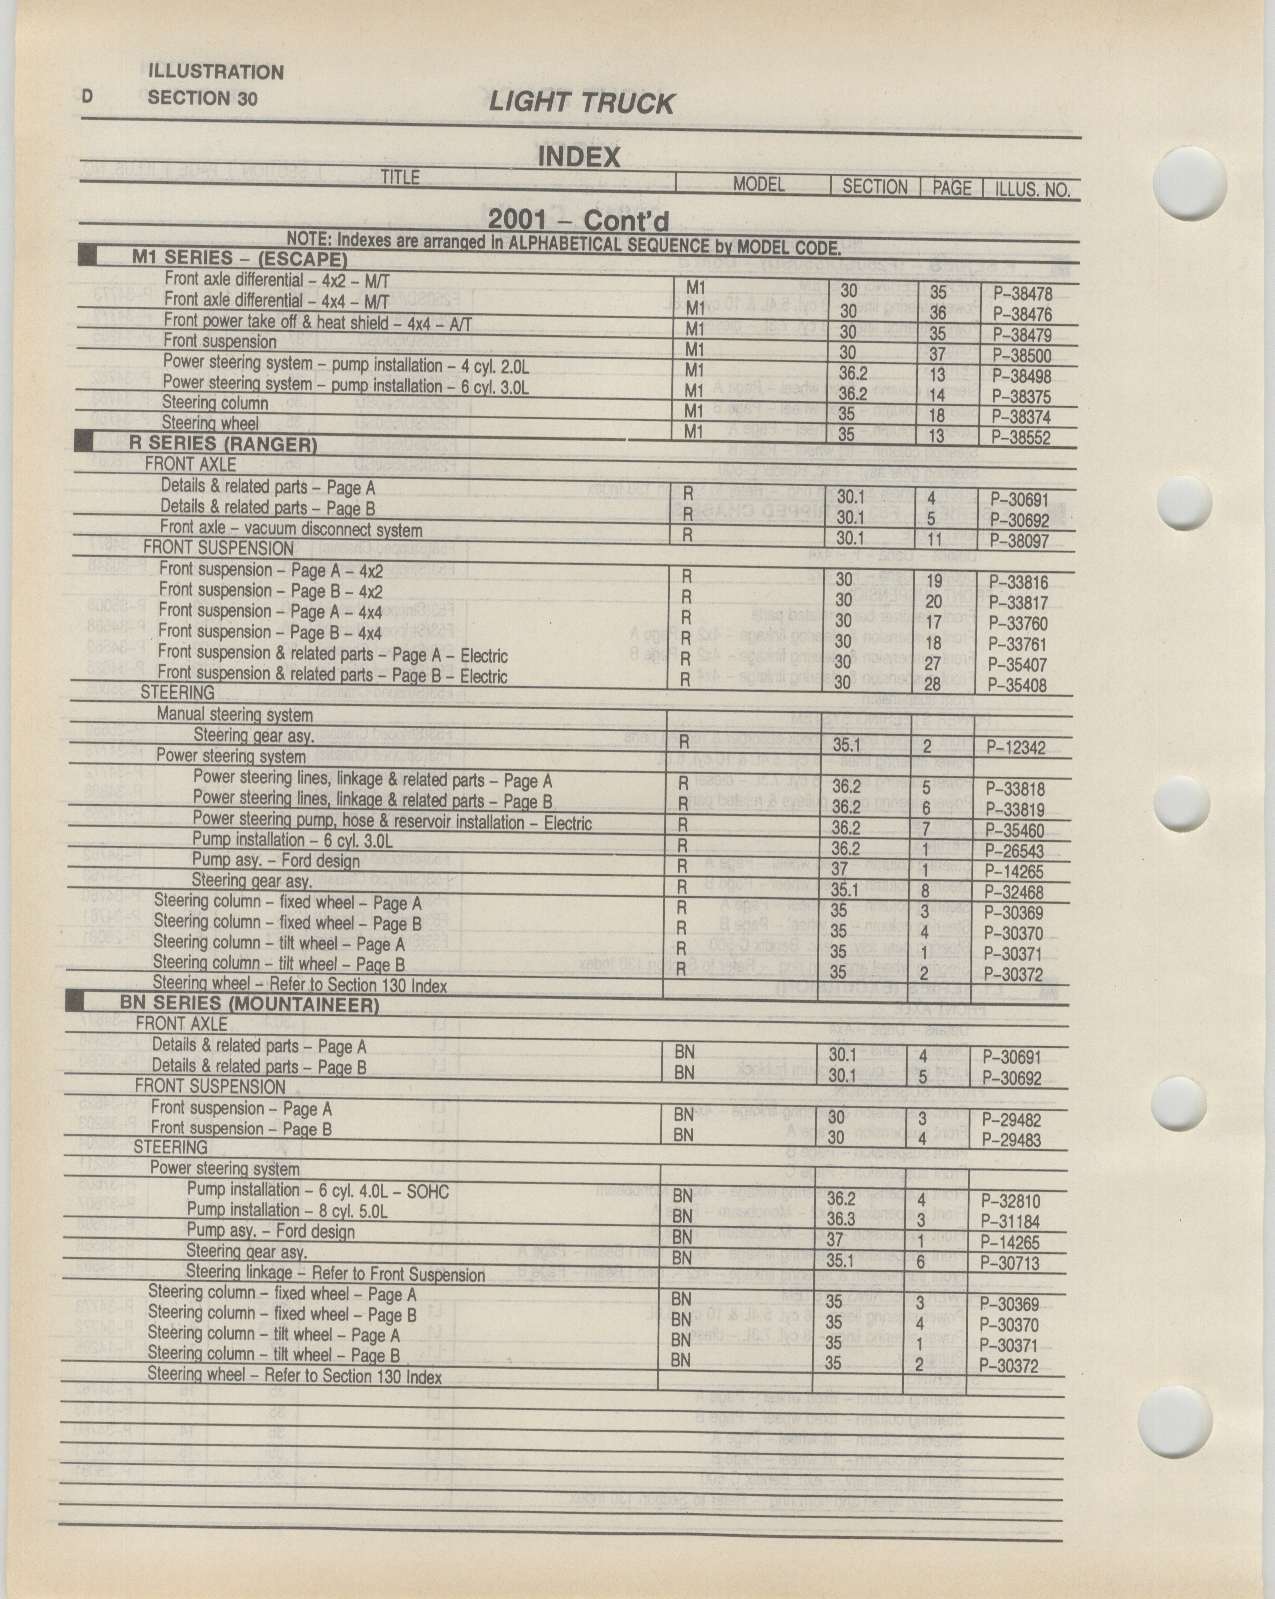 ILLUSTRATION
D SECTION 30 LIGHT TRUCK
INDEX
TITLE MODEL SECTION PAGE ILLUS. NO.
2001 – Cont'd
NOTE: Indexes are arranged in ALPHABETICAL SEQUENCE by MODEL CODE.
M1 SERIES – (ESCAPE)
Front axle differential – 4x2 – M/T M1 30 35 P–38478
Front axle differential – 4x4 – M/T M1 30 36 P–38476
Front power take off & heat shield – 4x4 – A/T M1 30 35 P–38479
Front suspension M1 30 37 P–38500
Power steering system – pump installation – 4 cyl. 2.0L M1 36.2 13 P–38498
Power steering system – pump installation – 6 cyl. 3.0L M1 36.2 14 P–38375
Steering column M1 35 18 P–38374
Steering wheel M1 35 13 P–38552
R SERIES (RANGER)
FRONT AXLE
Details & related parts – Page A R 30.1 4 P–30691
Details & related parts – Page B R 30.1 5 P–30692
Front axle – vacuum disconnect system R 30.1 11 P–38097
FRONT SUSPENSION
Front suspension – Page A – 4x2 R 30 19 P–33816
Front suspension – Page B – 4x2 R 30 20 P–33817
Front suspension – Page A – 4x4 R 30 17 P–33760
Front suspension – Page B – 4x4 R 30 18 P–33761
Front suspension & related parts – Page A – Electric R 30 27 P–35407
Front suspension & related parts – Page B – Electric R 30 28 P–35408
STEERING
Manual steering system
Steering gear asy. R 35.1 2 P–12342
Power steering system
Power steering lines, linkage & related parts – Page A R 36.2 5 P–33818
Power steering lines, linkage & related parts – Page B R 36.2 6 P–33819
Power steering pump, hose & reservoir installation – Electric R 36.2 7 P–35460
Pump installation – 6 cyl. 3.0L R 36.2 1 P–26543
Pump asy. – Ford design R 37 1 P–14265
Steering gear asy. R 35.1 8 P–32468
Steering column – fixed wheel – Page A R 35 3 P–30369
Steering column – fixed wheel – Page B R 35 4 P–30370
Steering column – tilt wheel – Page A R 35 1 P–30371
Steering column – tilt wheel – Page B R 35 2 P–30372
Steering wheel – Refer to Section 130 Index
BN SERIES (MOUNTAINEER)
FRONT AXLE
Details & related parts – Page A BN 30.1 4 P–30691
Details & related parts – Page B BN 30.1 5 P–30692
FRONT SUSPENSION
Front suspension – Page A BN 30 3 P–29482
Front suspension – Page B BN 30 4 P–29483
STEERING
Power steering system
Pump installation – 6 cyl. 4.0L – SOHC BN 36.2 4 P–32810
Pump installation – 8 cyl. 5.0L BN 36.3 3 P–31184
Pump asy. – Ford design BN 37 1 P–14265
Steering gear asy. BN 35.1 6 P–30713
Steering linkage – Refer to Front Suspension
Steering column – fixed wheel – Page A BN 35 3 P–30369
Steering column – fixed wheel – Page B BN 35 4 P–30370
Steering column – tilt wheel – Page A BN 35 1 P–30371
Steering column – tilt wheel – Page B BN 35 2 P–30372
Steering wheel – Refer to Section 130 Index